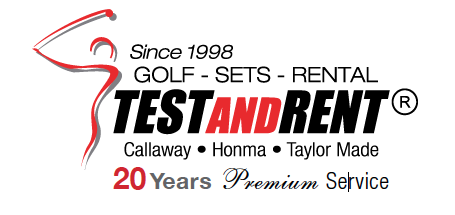 Since 1998
GOLF - SETS - RENTAL
TESTANDRENT®
Callaway • Honma • Taylor Made
20 Years Premium Service